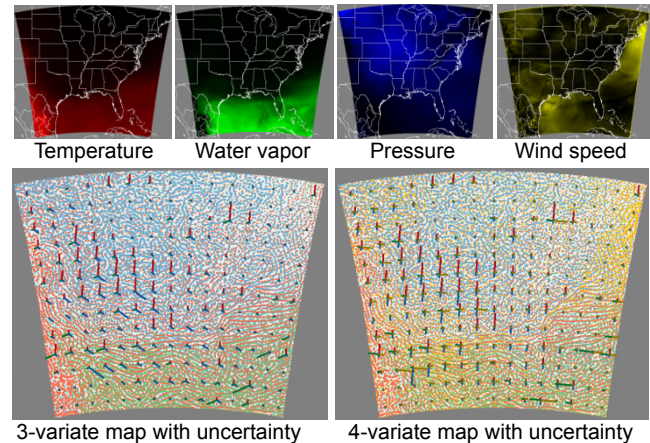 Temperature Water vapor Pressure Wind speed
3-variate map with uncertainty 4-variate map with uncertainty